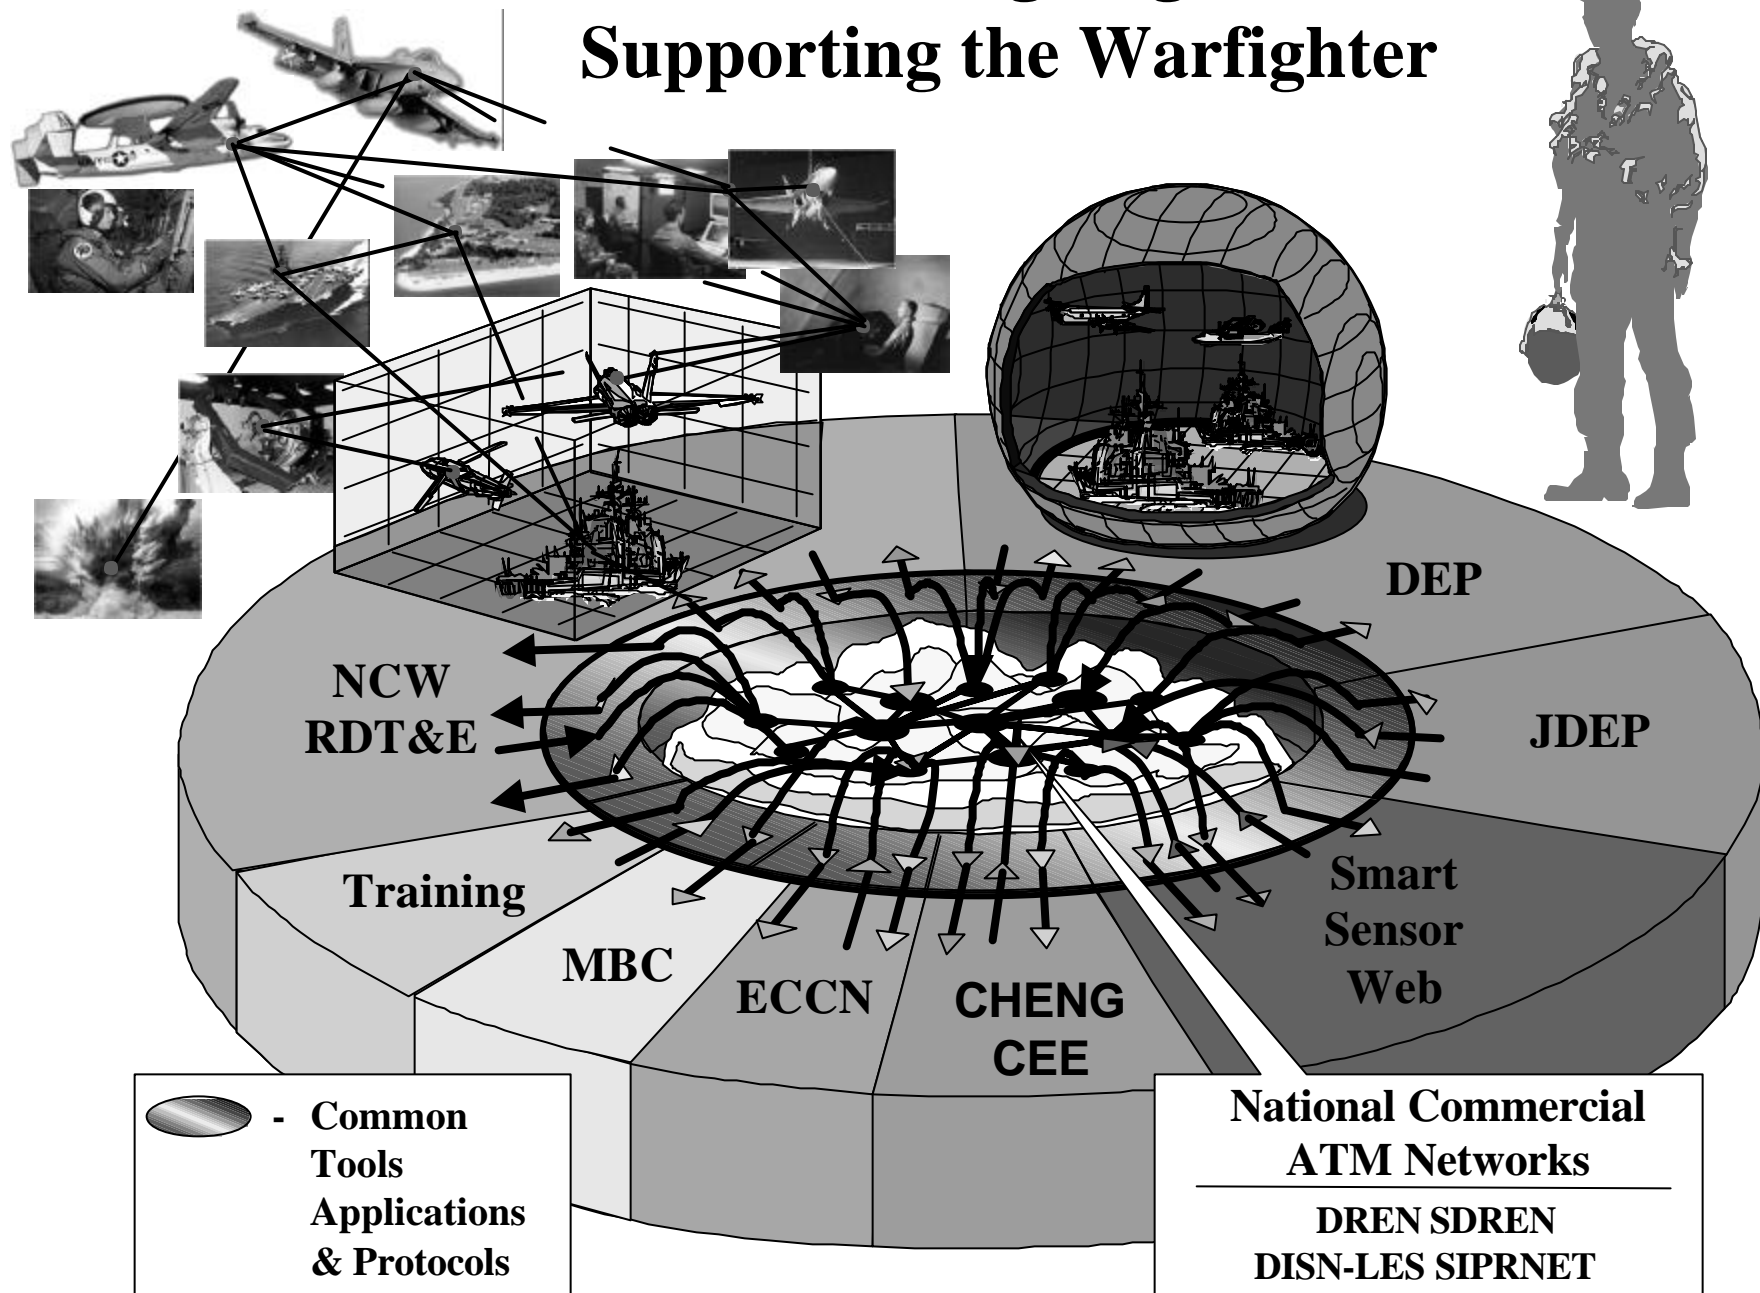 Supporting the Warfighter
DEP
NCW
RDT&E
JDEP
Smart
Sensor
Web
Training
MBC
ECCN
CHENG
CEE
- Common
Tools
Applications
& Protocols
National Commercial
ATM Networks
DREN SDREN
DISN-LES SIPRNET